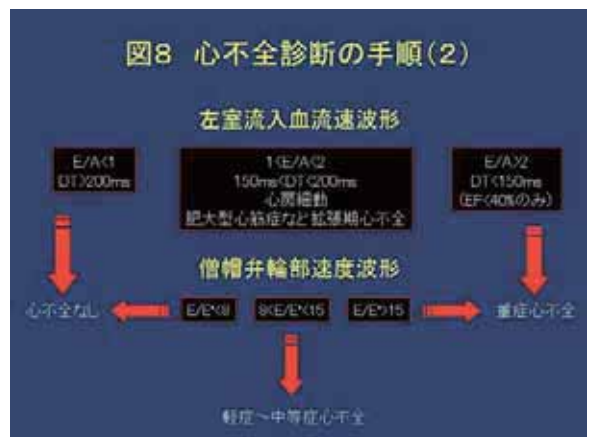 図8 心不全診断の手順(2)
左室流入血流速波形
E/A<1
DT>200ms
1<E/A<2
150ms<DT<200ms
心房細動
肥大型心筋症など拡張期心不全
E/A>2
DT<150ms
(EF<40%のみ)
僧帽弁輪部速度波形
心不全なし
E/E'<8
8<E/E'<15
E/E'>15
重症心不全
軽症~中等症心不全